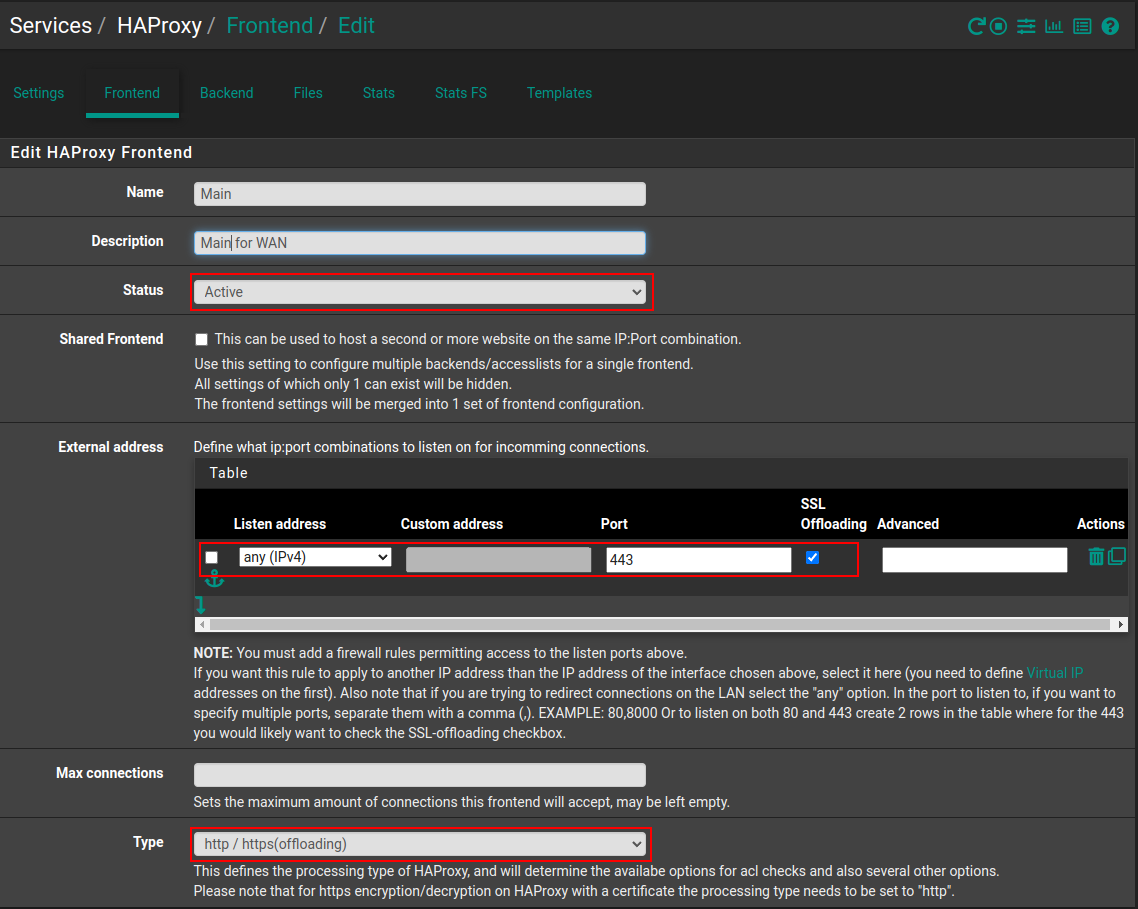 Services / HAProxy / Frontend / Edit
Settings Frontend Backend Files Stats Stats FS Templates
Edit HAProxy Frontend
Name Main
Description Main for WAN
Status Active
Shared Frontend This can be used to host a second or more website on the same IP:Port combination.
Use this setting to configure multiple backends/accesslists for a single frontend.
All settings of which only 1 can exist will be hidden.
The frontend settings will be merged into 1 set of frontend configuration.
External address Define what ip:port combinations to listen on for incomming connections.
Table
SSL
Listen address Custom address Port Offloading Advanced Actions
any (IPv4) 443
NOTE: You must add a firewall rules permitting access to the listen ports above.
If you want this rule to apply to another IP address than the IP address of the interface chosen above, select it here (you need to define Virtual IP
addresses on the first). Also note that if you are trying to redirect connections on the LAN select the "any" option. In the port to listen to, if you want to
specify multiple ports, separate them with a comma (,). EXAMPLE: 80,8000 Or to listen on both 80 and 443 create 2 rows in the table where for the 443
you would likely want to check the SSL-offloading checkbox.
Max connections
Sets the maximum amount of connections this frontend will accept, may be left empty.
Type http / https(offloading)
This defines the processing type of HAProxy, and will determine the availabe options for acl checks and also several other options.
Please note that for https encryption/decryption on HAProxy with a certificate the processing type needs to be set to "http".